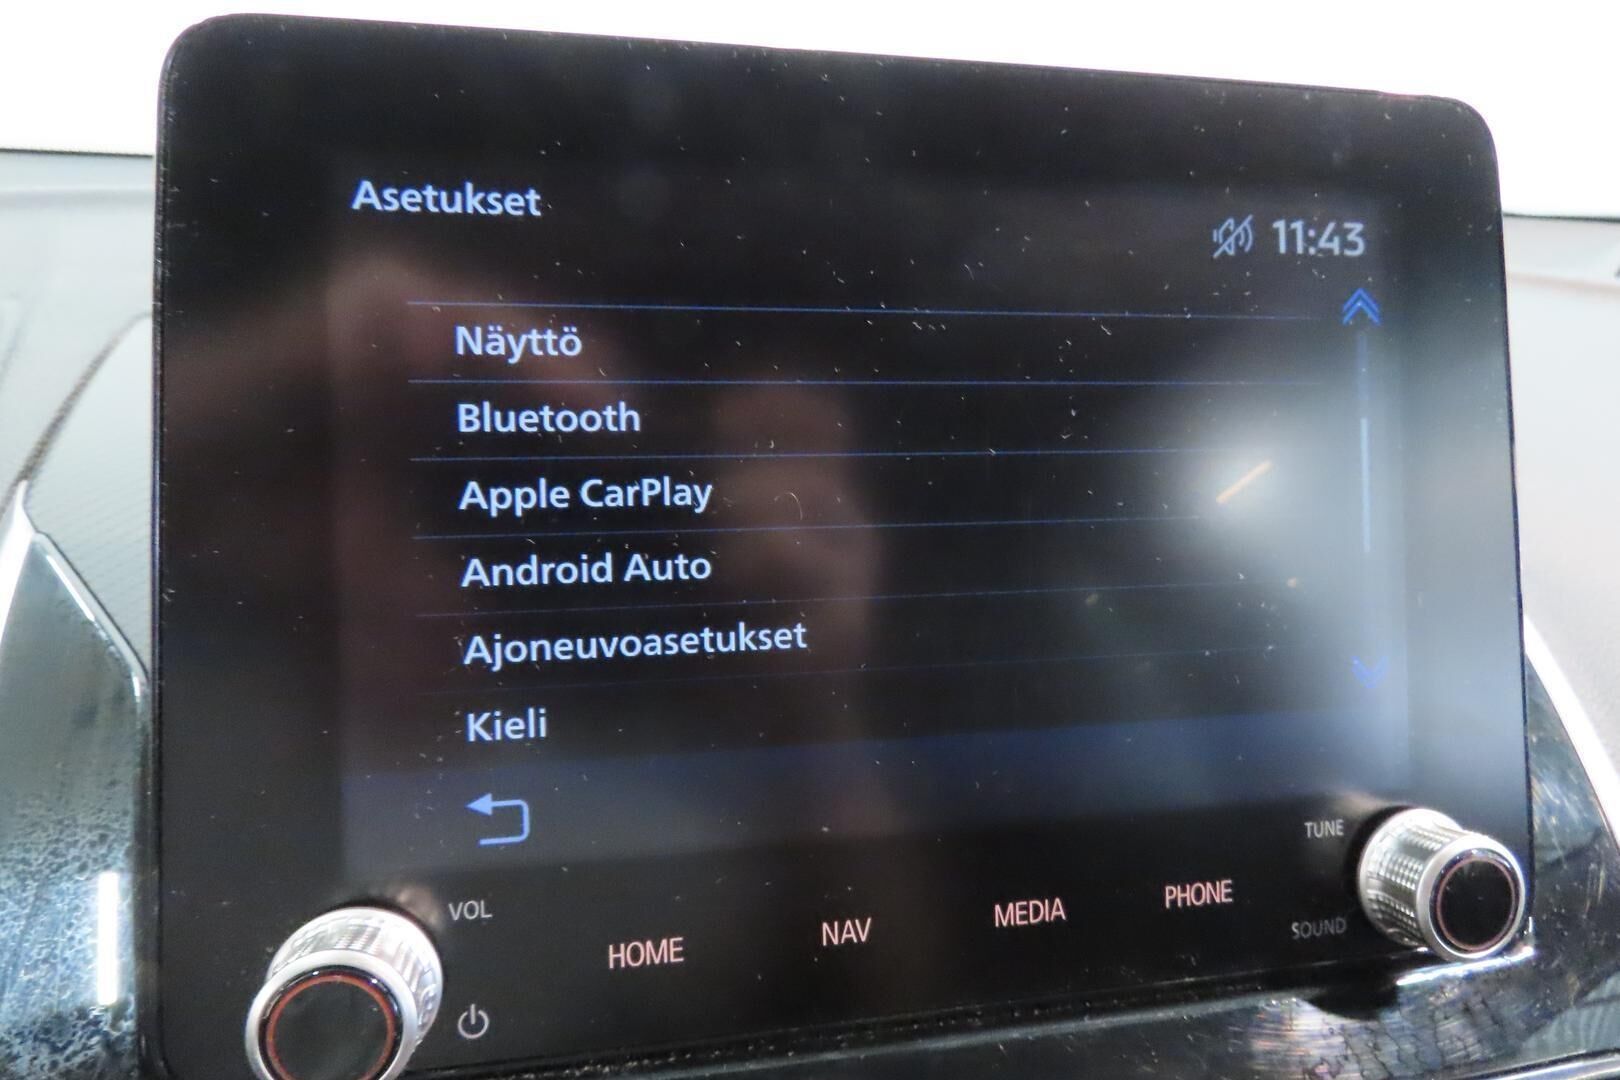 Asetukset
11:43
Näyttö
Bluetooth
Apple CarPlay
Android Auto
Ajoneuvoasetukset
Kieli
VOL
HOME
NAV
MEDIA
PHONE
TUNE
SOUND